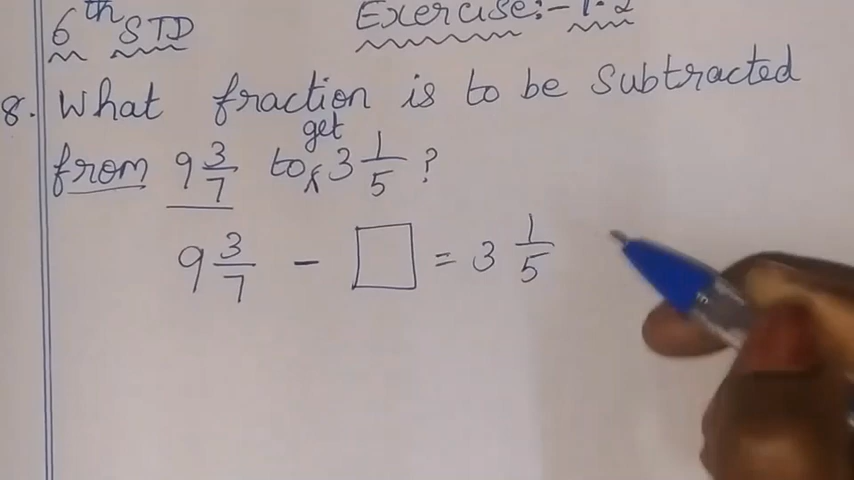 6th STD Exercise:- 1.2
8. What fraction is to be subtracted
from 9 3/7 to get 3 1/5 ?
9 3/7 - □ = 3 1/5